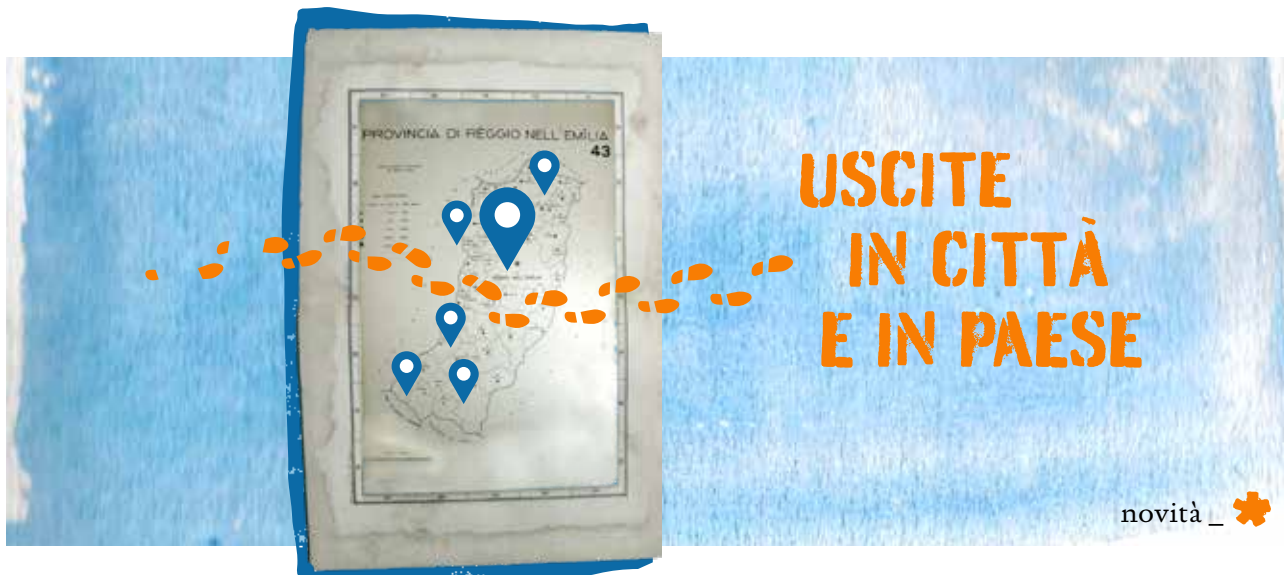 PROVINCIA DI REGGIO NELL'EMILIA
43
USCITE
IN CITTÀ
E IN PAESE
novità _